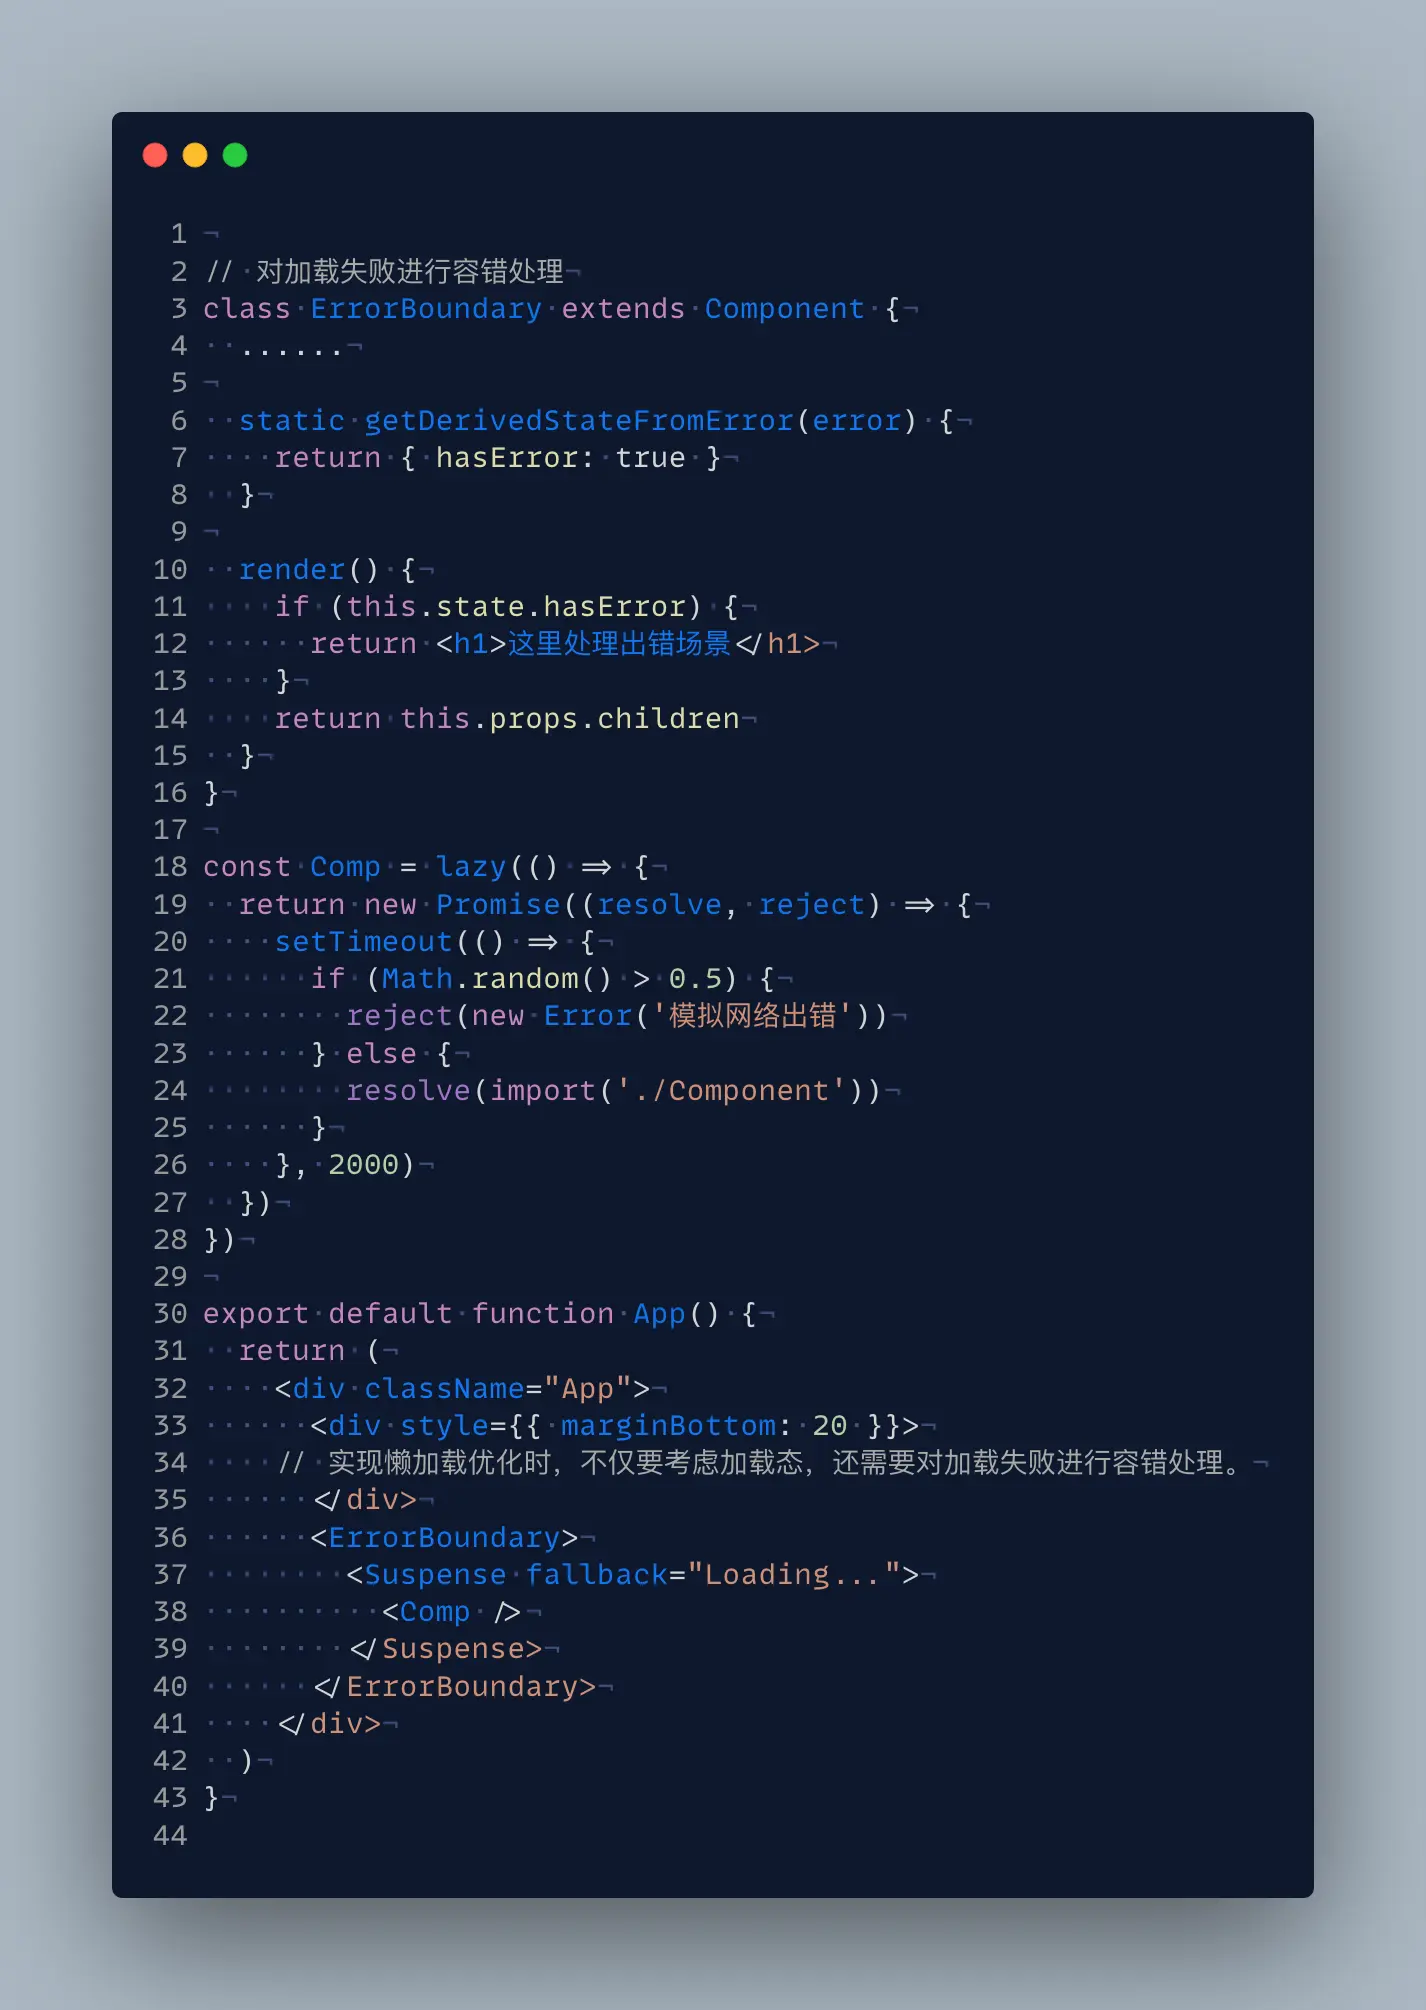 1
2 // 对加载失败进行容错处理
3 class ErrorBoundary extends Component {
4   ......
5
6   static getDerivedStateFromError(error) {
7     return { hasError: true }
8   }
9
10   render() {
11     if (this.state.hasError) {
12       return <h1>这里处理出错场景</h1>
13     }
14     return this.props.children
15   }
16 }
17
18 const Comp = lazy(() => {
19   return new Promise((resolve, reject) => {
20     setTimeout(() => {
21       if (Math.random() > 0.5) {
22         reject(new Error('模拟网络出错'))
23       } else {
24         resolve(import('./Component'))
25       }
26     }, 2000)
27   })
28 })
29
30 export default function App() {
31   return (
32     <div className="App">
33       <div style={{ marginBottom: 20 }}>
34     // 实现懒加载优化时，不仅要考虑加载态，还需要对加载失败进行容错处理。
35       </div>
36       <ErrorBoundary>
37         <Suspense fallback="Loading...">
38           <Comp />
39         </Suspense>
40       </ErrorBoundary>
41     </div>
42   )
43 }
44